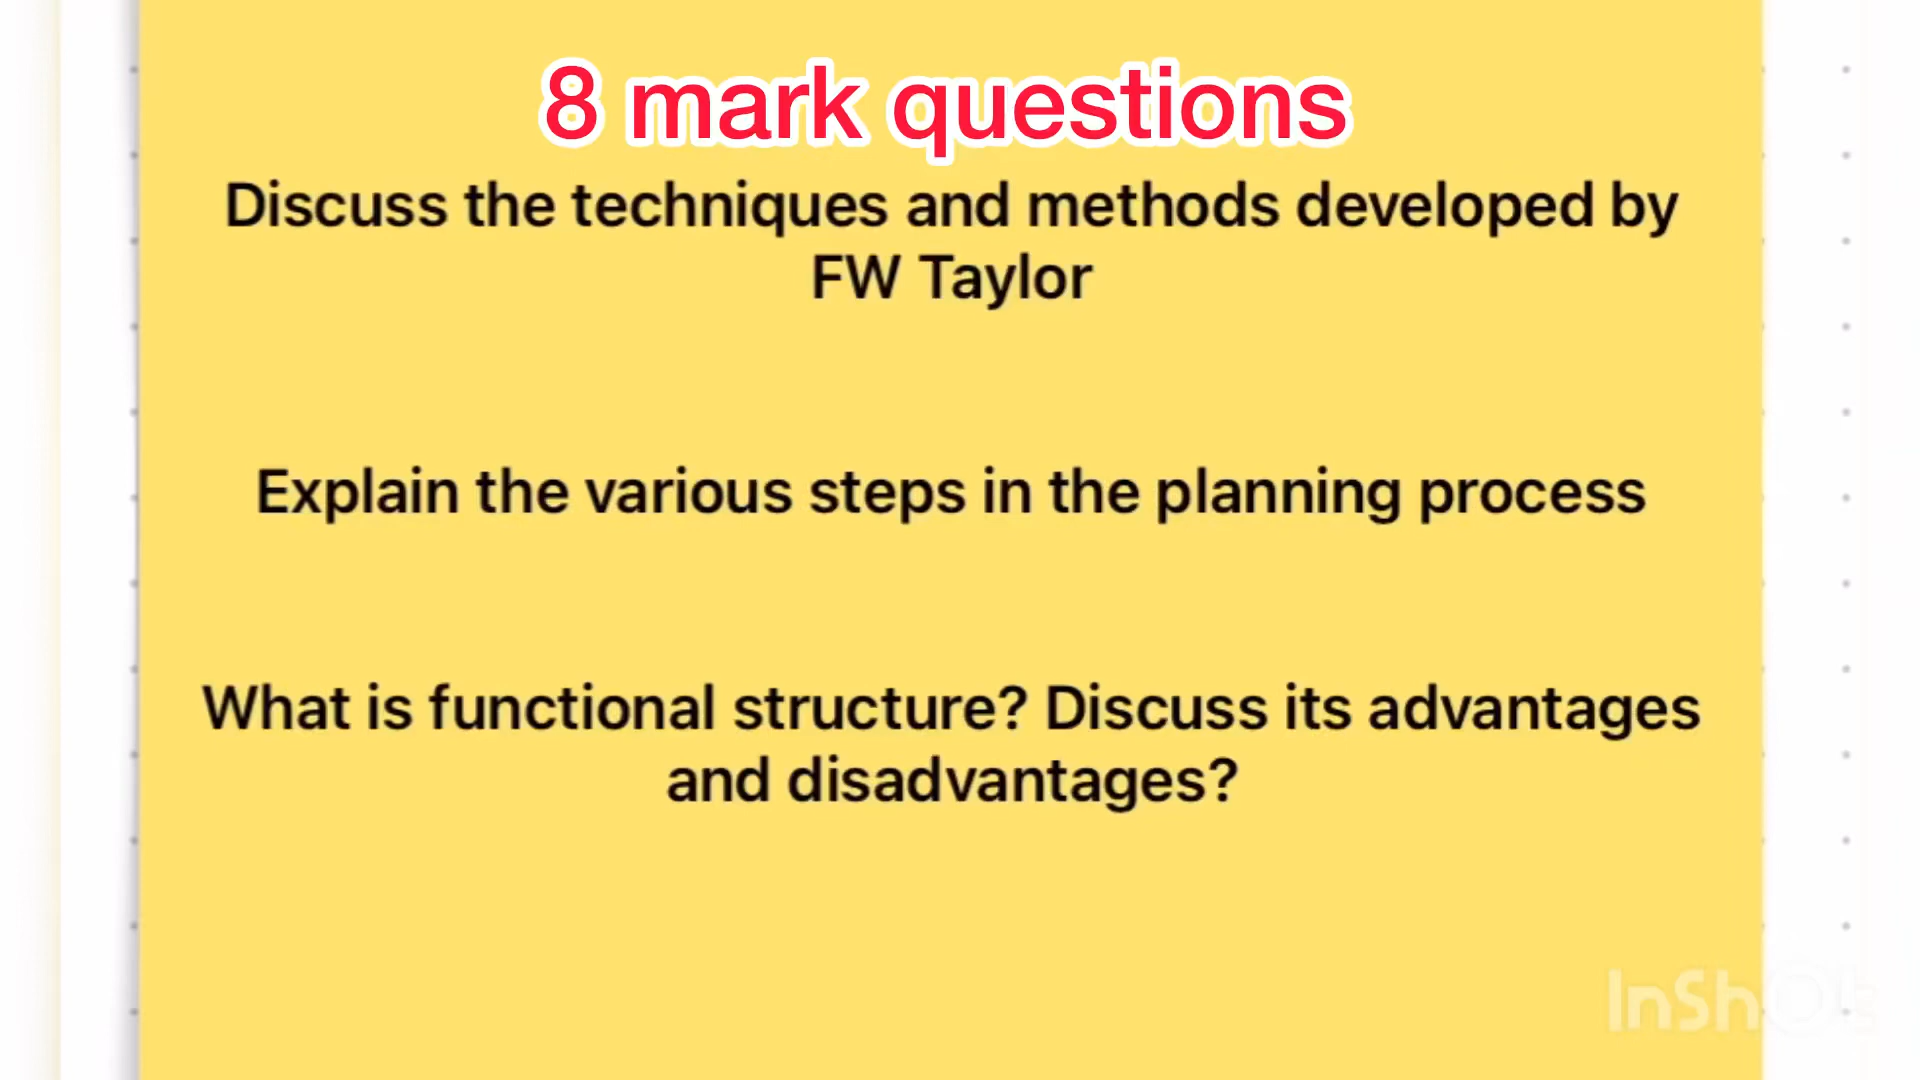 8 mark questions
Discuss the techniques and methods developed by
FW Taylor
Explain the various steps in the planning process
What is functional structure? Discuss its advantages
and disadvantages?
InShOt